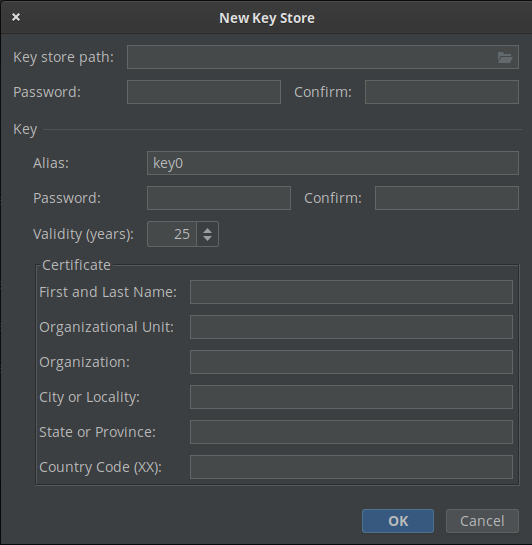 ×
New Key Store
Key store path:
Password: Confirm:
Key
Alias: key0
Password: Confirm:
Validity (years): 25
Certificate
First and Last Name:
Organizational Unit:
Organization:
City or Locality:
State or Province:
Country Code (XX):
OK Cancel